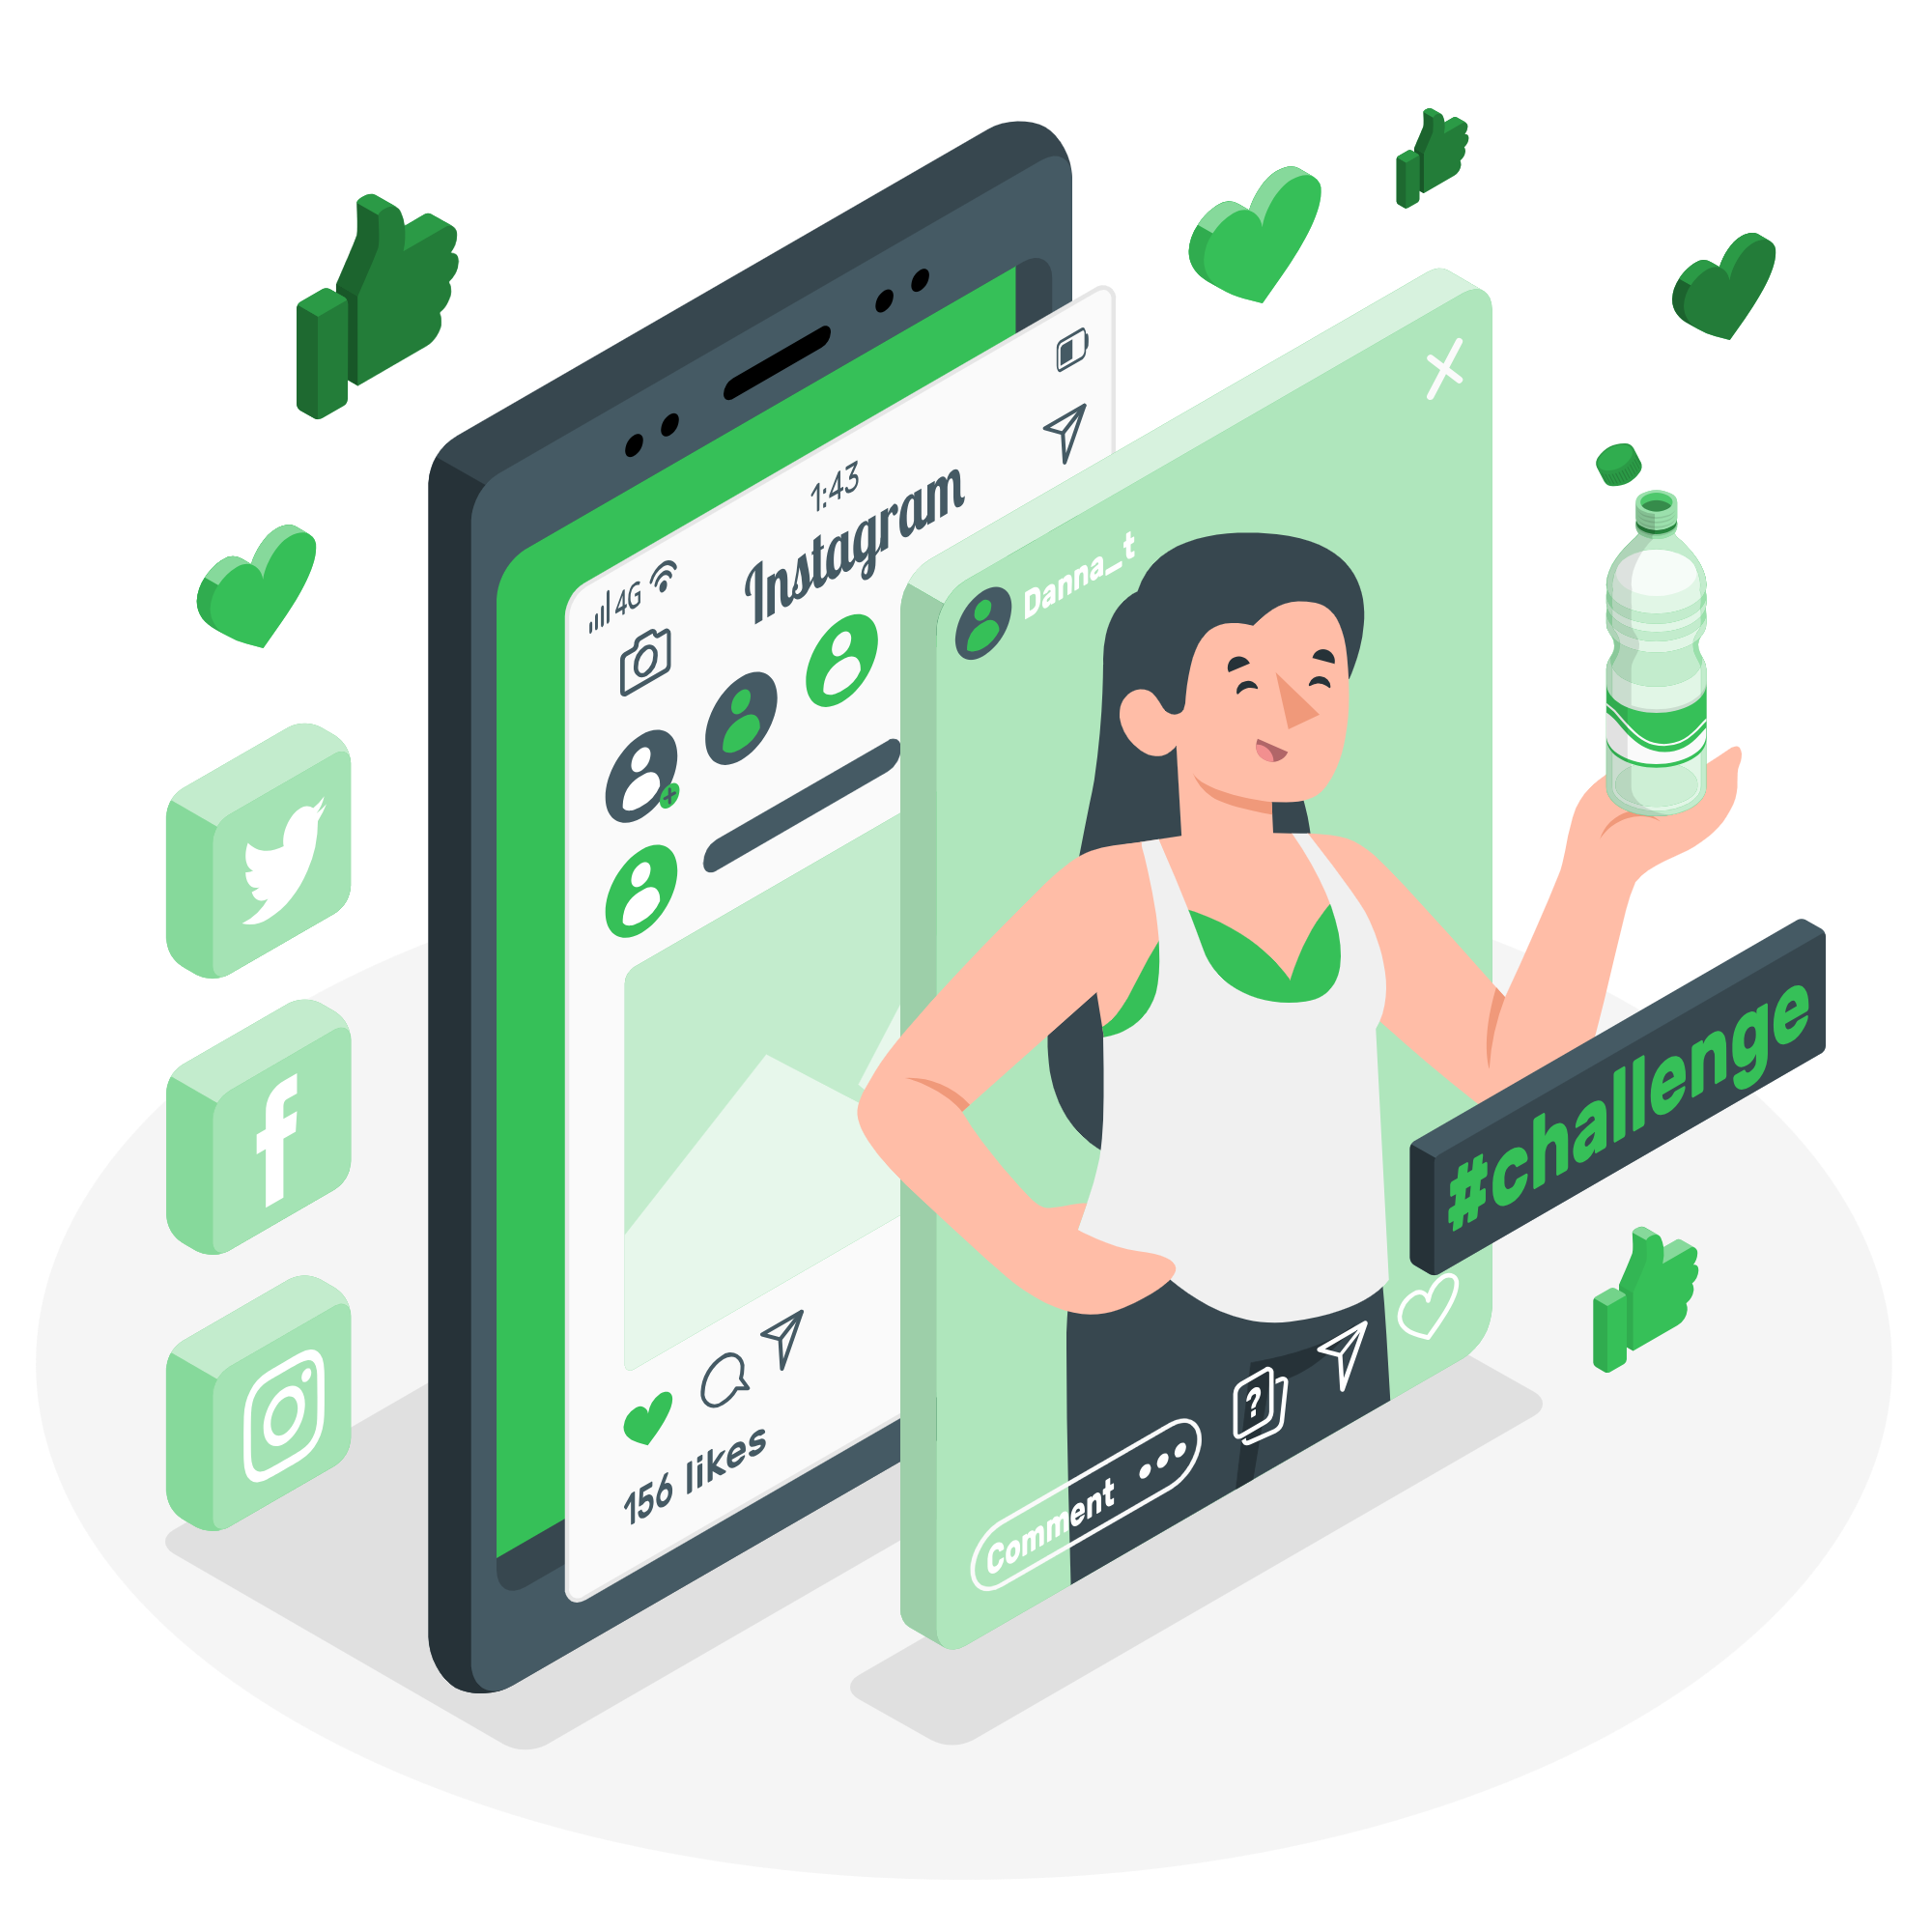 4G
1:43
Instagram
156 likes
Danna_t
Comment
?
#challenge